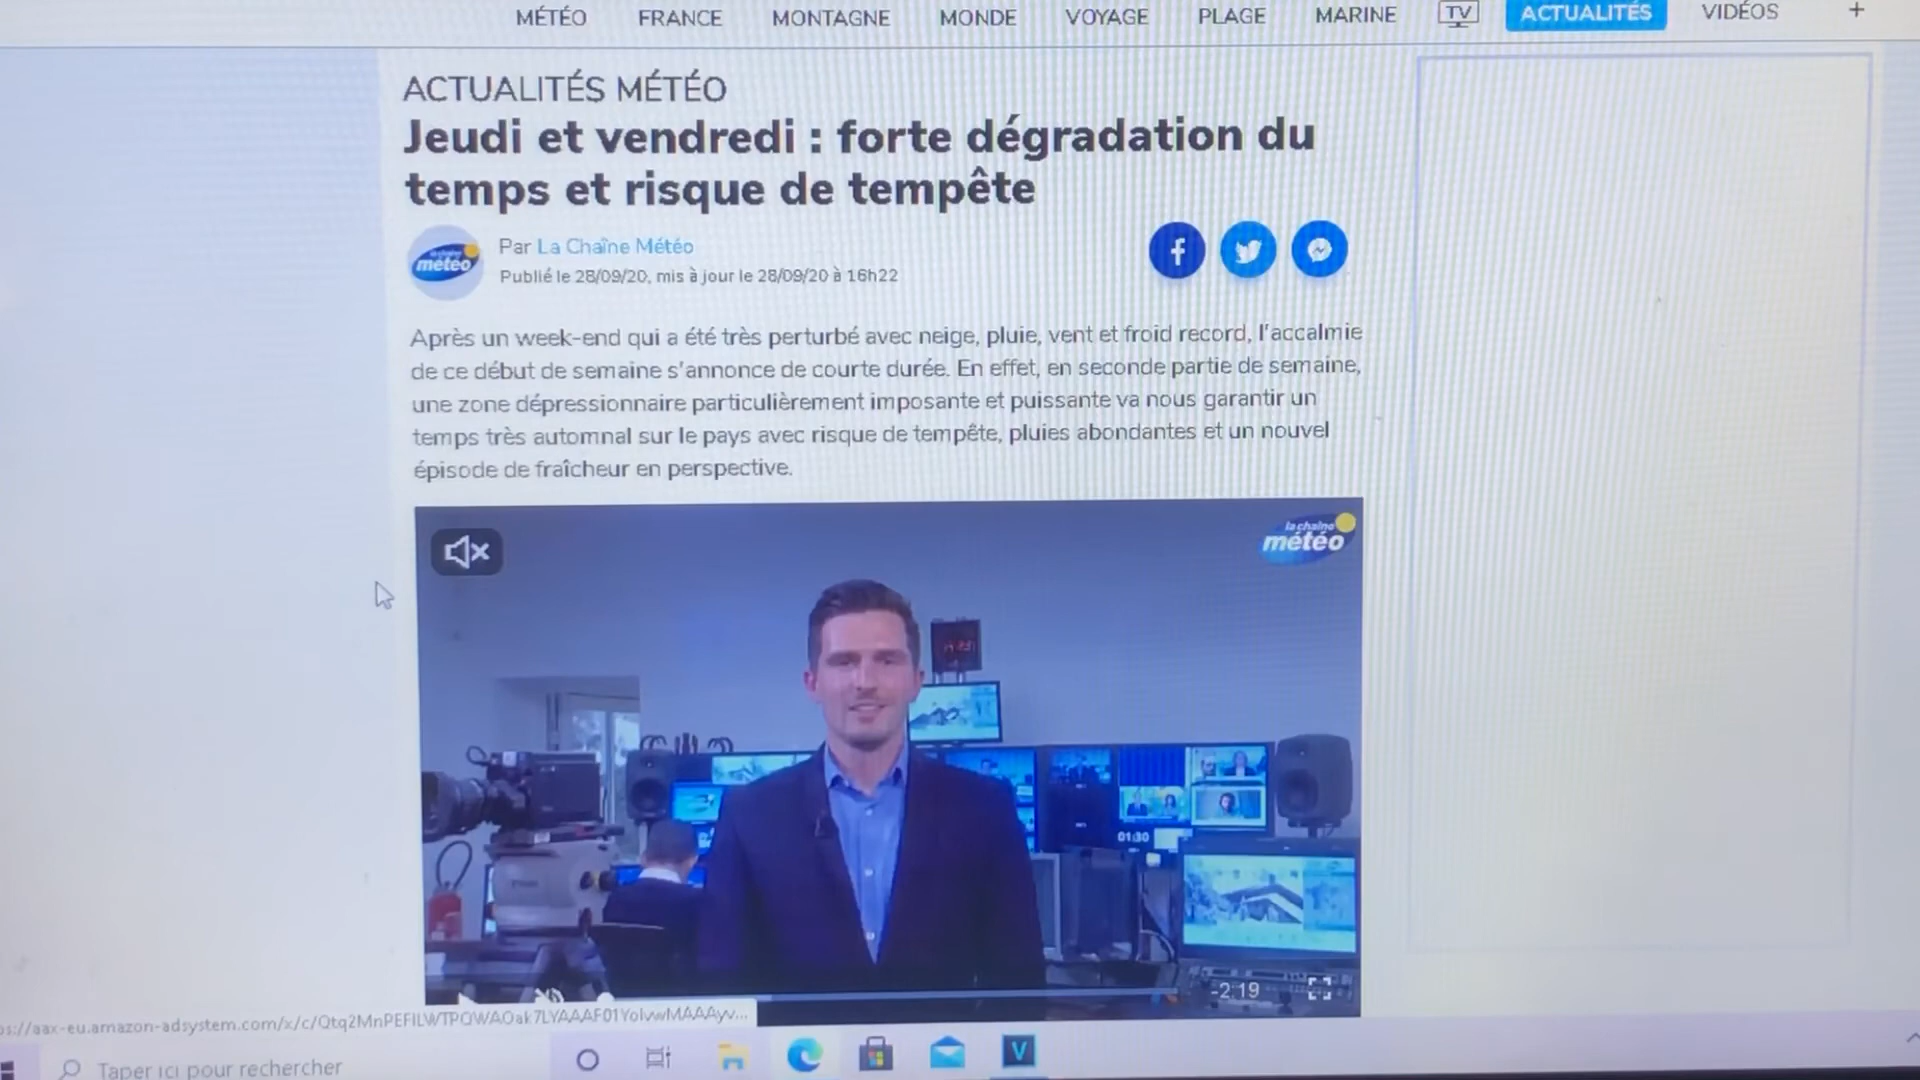 MÉTÉO FRANCE MONTAGNE MONDE VOYAGE PLAGE MARINE TV ACTUALITÉS VIDÉOS +
ACTUALITÉS MÉTÉO
Jeudi et vendredi : forte dégradation du
temps et risque de tempête
météo
Par La Chaîne Météo
Publié le 28/09/20, mis à jour le 28/09/20 à 16h22
Après un week-end qui a été très perturbé avec neige, pluie, vent et froid record, l'accalmie
de ce début de semaine s'annonce de courte durée. En effet, en seconde partie de semaine,
une zone dépressionnaire particulièrement imposante et puissante va nous garantir un
temps très automnal sur le pays avec risque de tempête, pluies abondantes et un nouvel
épisode de fraîcheur en perspective.
la chaîne
météo
01:30
-2:19
Taper ici pour rechercher
V